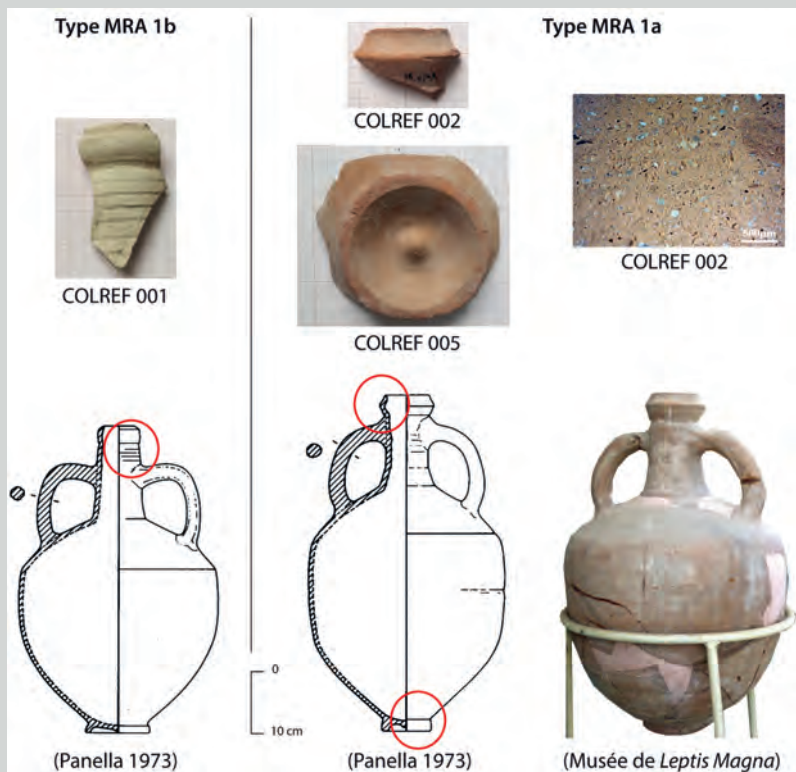 Type MRA 1b
Type MRA 1a
COLREF 002
COLREF 001
COLREF 005
500µm
COLREF 002
0
10 cm
(Panella 1973)
(Panella 1973)
(Musée de Leptis Magna)